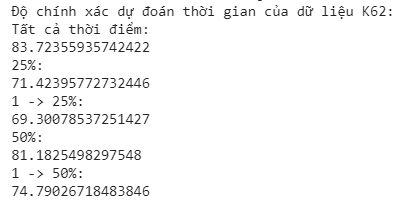 Độ chính xác dự đoán thời gian của dữ liệu K62:
Tất cả thời điểm:
83.72355935742422
25%:
71.42395772732446
1 -> 25%:
69.30078537251427
50%:
81.1825498297548
1 -> 50%:
74.79026718483846